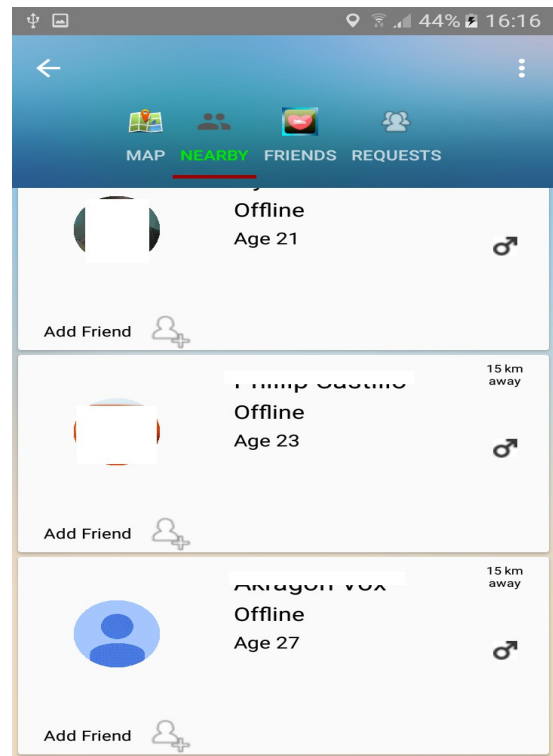 44% 16:16
MAP NEARBY FRIENDS REQUESTS
Offline
Age 21
Add Friend
15 km
away
Offline
Age 23
Add Friend
15 km
away
Offline
Age 27
Add Friend